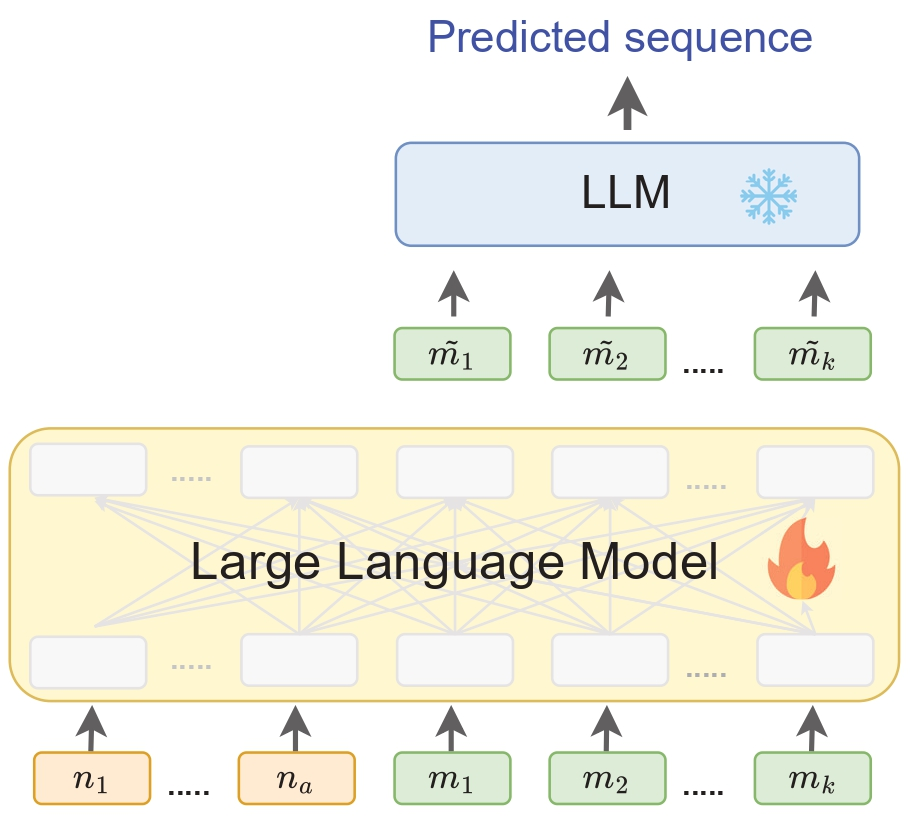 Predicted sequence
LLM
m̃₁ m̃₂ ..... m̃ₖ
..... .....
Large Language Model
..... .....
n₁ ..... nₐ m₁ m₂ ..... mₖ